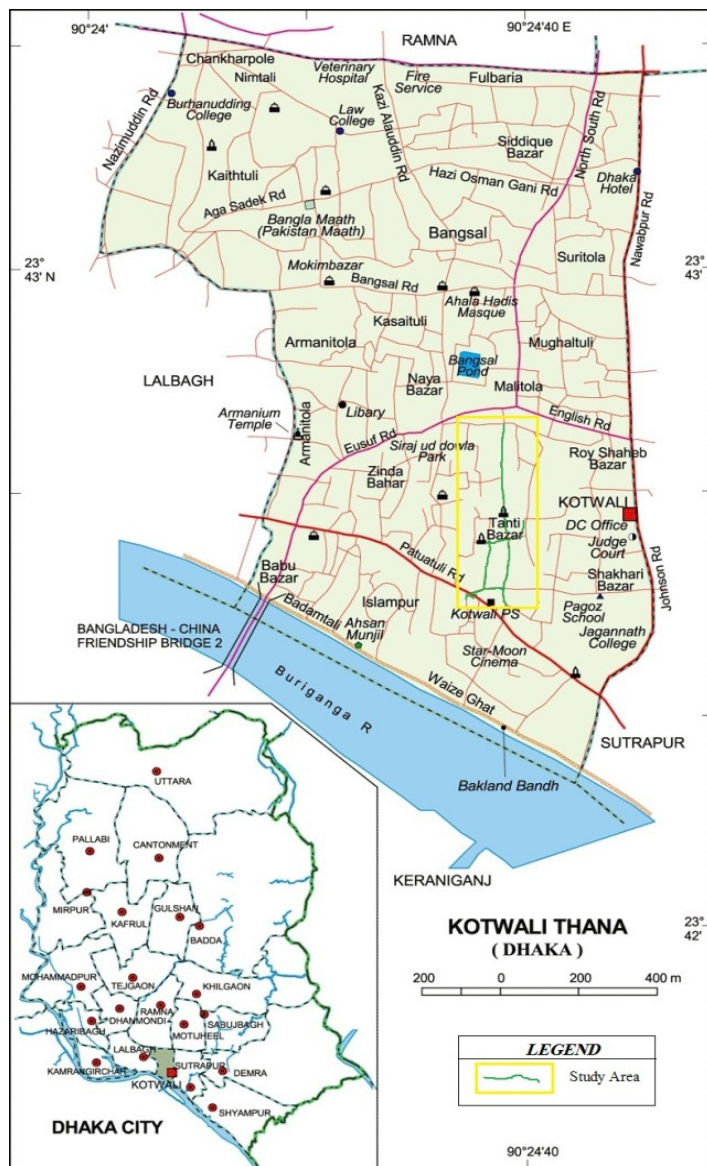 90°24'
90°24'40 E
RAMNA
Chankharpole
Nimtali
Veterinary
Hospital
Fire
Service
Fulbaria
Burhanudding
College
Law
College
Kazi Alauddin Rd
Nazimuddin Rd
North South Rd
Siddique
Bazar
Kaithtuli
Hazi Osman Gani Rd
Dhaka
Hotel
Aga Sadek Rd
Bangla Maath
(Pakistan Maath)
Bangsal
Nawabpur Rd
23°
43' N
Mokimbazar
Suritola
23°
43'
Bangsal Rd
Ahala Hadis
Masque
Kasaituli
Armanitola
Mughaltuli
Bangsal
Pond
LALBAGH
Naya
Bazar
Malitola
Armanium
Temple
Libary
Armanitola
English Rd
Eusuf Rd
Siraj ud dowla
Park
Roy Shaheb
Bazar
Zinda
Bahar
KOTWALI
Tanti
Bazar
DC Office
Judge
Court
Patuatuli Rd
Babu
Bazar
Shakhari
Bazar
Johnson Rd
Islampur
Kotwali PS
Pagoz
School
Badamtali
Ahsan
Munjil
Jagannath
College
BANGLADESH - CHINA
FRIENDSHIP BRIDGE 2
Star-Moon
Cinema
Buriganga R
Waize Ghat
SUTRAPUR
Bakland Bandh
KERANIGANJ
UTTARA
PALLABI
CANTONMENT
MIRPUR
KAFRUL
GULSHAN
BADDA
MOHAMMADPUR
TEJGAON
KHILGAON
RAMNA
DHANMONDI
SABUJBAGH
HAZARIBAGH
MOTIJHEEL
LALBAGH
SUTRAPUR
KAMRANGIRCHAR
DEMRA
KOTWALI
SHYAMPUR
DHAKA CITY
KOTWALI THANA
( DHAKA )
23°
42'
200 0 200 400 m
LEGEND
Study Area
90°24'40